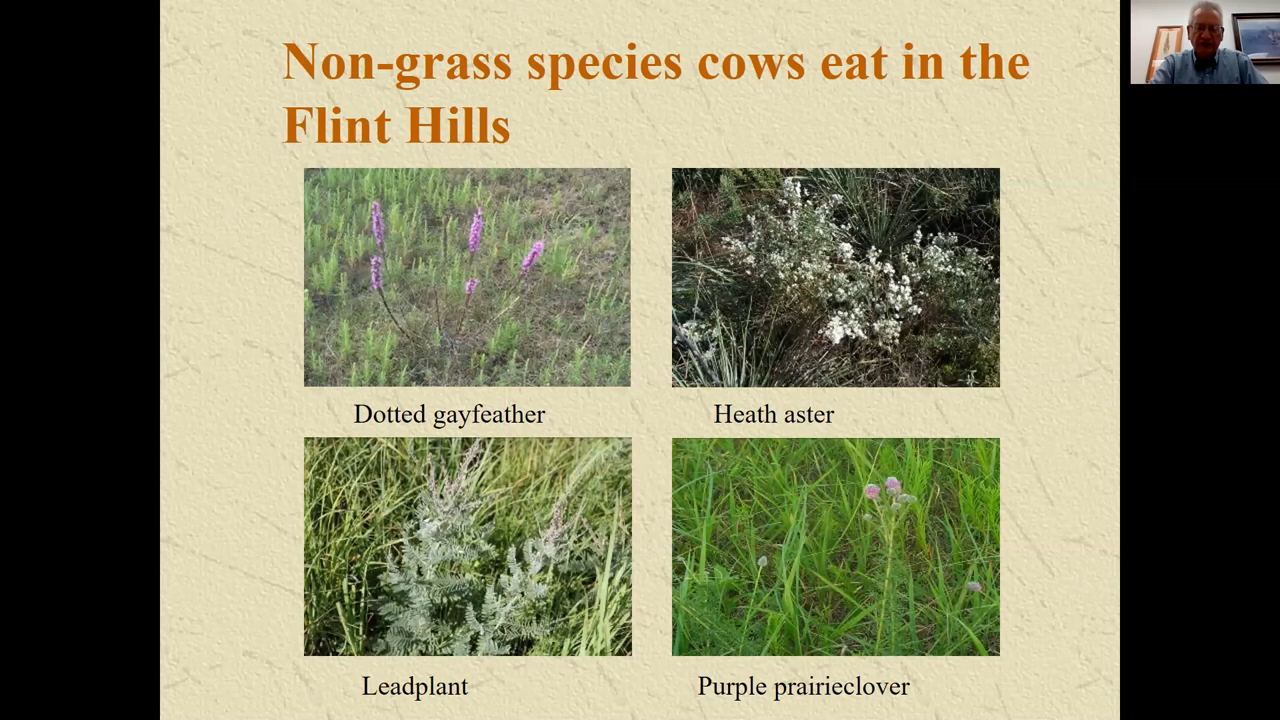 Non-grass species cows eat in the
Flint Hills
Dotted gayfeather
Heath aster
Leadplant
Purple prairieclover